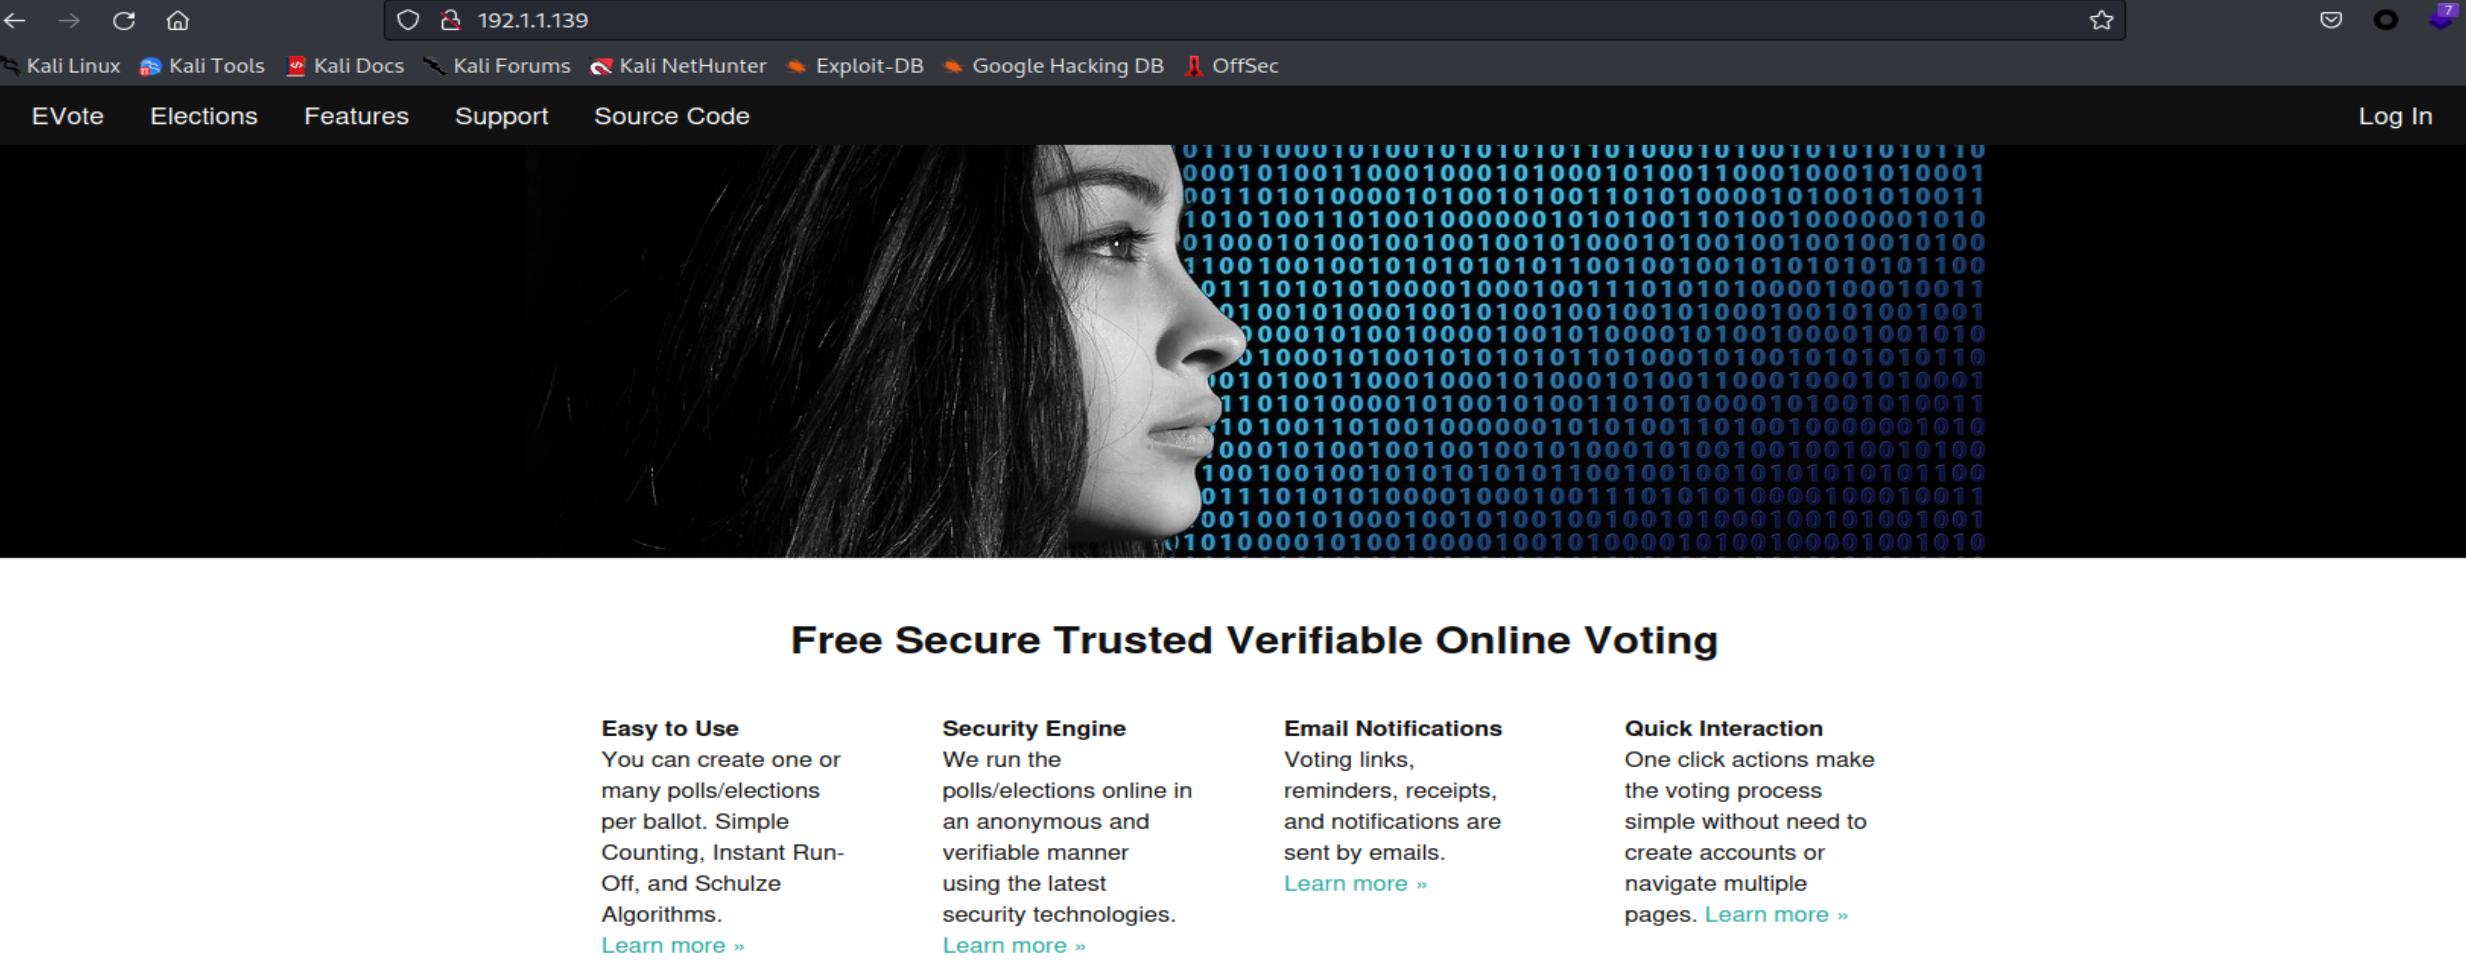 192.1.1.139
7
Kali Linux Kali Tools Kali Docs Kali Forums Kali NetHunter Exploit-DB Google Hacking DB OffSec
EVote Elections Features Support Source Code Log In
Free Secure Trusted Verifiable Online Voting
Easy to Use
You can create one or
many polls/elections
per ballot. Simple
Counting, Instant Run-
Off, and Schulze
Algorithms.
Learn more »
Security Engine
We run the
polls/elections online in
an anonymous and
verifiable manner
using the latest
security technologies.
Learn more »
Email Notifications
Voting links,
reminders, receipts,
and notifications are
sent by emails.
Learn more »
Quick Interaction
One click actions make
the voting process
simple without need to
create accounts or
navigate multiple
pages. Learn more »